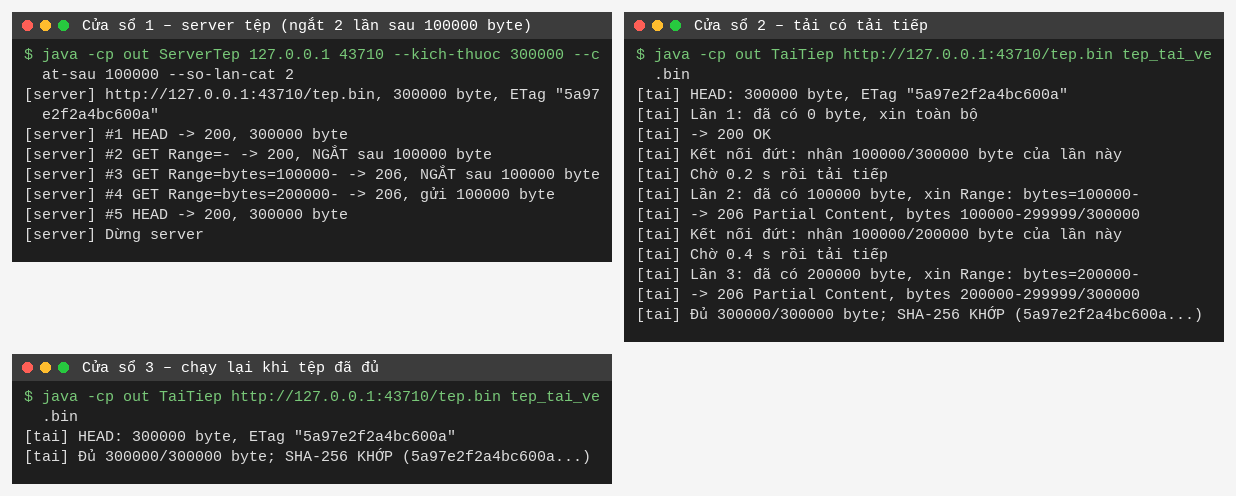 Cửa sổ 1 – server tệp (ngắt 2 lần sau 100000 byte)
$ java -cp out ServerTep 127.0.0.1 43710 --kich-thuoc 300000 --c
at-sau 100000 --so-lan-cat 2
[server] http://127.0.0.1:43710/tep.bin, 300000 byte, ETag "5a97
e2f2a4bc600a"
[server] #1 HEAD -> 200, 300000 byte
[server] #2 GET Range=- -> 200, NGẮT sau 100000 byte
[server] #3 GET Range=bytes=100000- -> 206, NGẮT sau 100000 byte
[server] #4 GET Range=bytes=200000- -> 206, gửi 100000 byte
[server] #5 HEAD -> 200, 300000 byte
[server] Dừng server
Cửa sổ 2 – tải có tải tiếp
$ java -cp out TaiTiep http://127.0.0.1:43710/tep.bin tep_tai_ve
.bin
[tai] HEAD: 300000 byte, ETag "5a97e2f2a4bc600a"
[tai] Lần 1: đã có 0 byte, xin toàn bộ
[tai] -> 200 OK
[tai] Kết nối đứt: nhận 100000/300000 byte của lần này
[tai] Chờ 0.2 s rồi tải tiếp
[tai] Lần 2: đã có 100000 byte, xin Range: bytes=100000-
[tai] -> 206 Partial Content, bytes 100000-299999/300000
[tai] Kết nối đứt: nhận 100000/200000 byte của lần này
[tai] Chờ 0.4 s rồi tải tiếp
[tai] Lần 3: đã có 200000 byte, xin Range: bytes=200000-
[tai] -> 206 Partial Content, bytes 200000-299999/300000
[tai] Đủ 300000/300000 byte; SHA-256 KHỚP (5a97e2f2a4bc600a...)
Cửa sổ 3 – chạy lại khi tệp đã đủ
$ java -cp out TaiTiep http://127.0.0.1:43710/tep.bin tep_tai_ve
.bin
[tai] HEAD: 300000 byte, ETag "5a97e2f2a4bc600a"
[tai] Đủ 300000/300000 byte; SHA-256 KHỚP (5a97e2f2a4bc600a...)